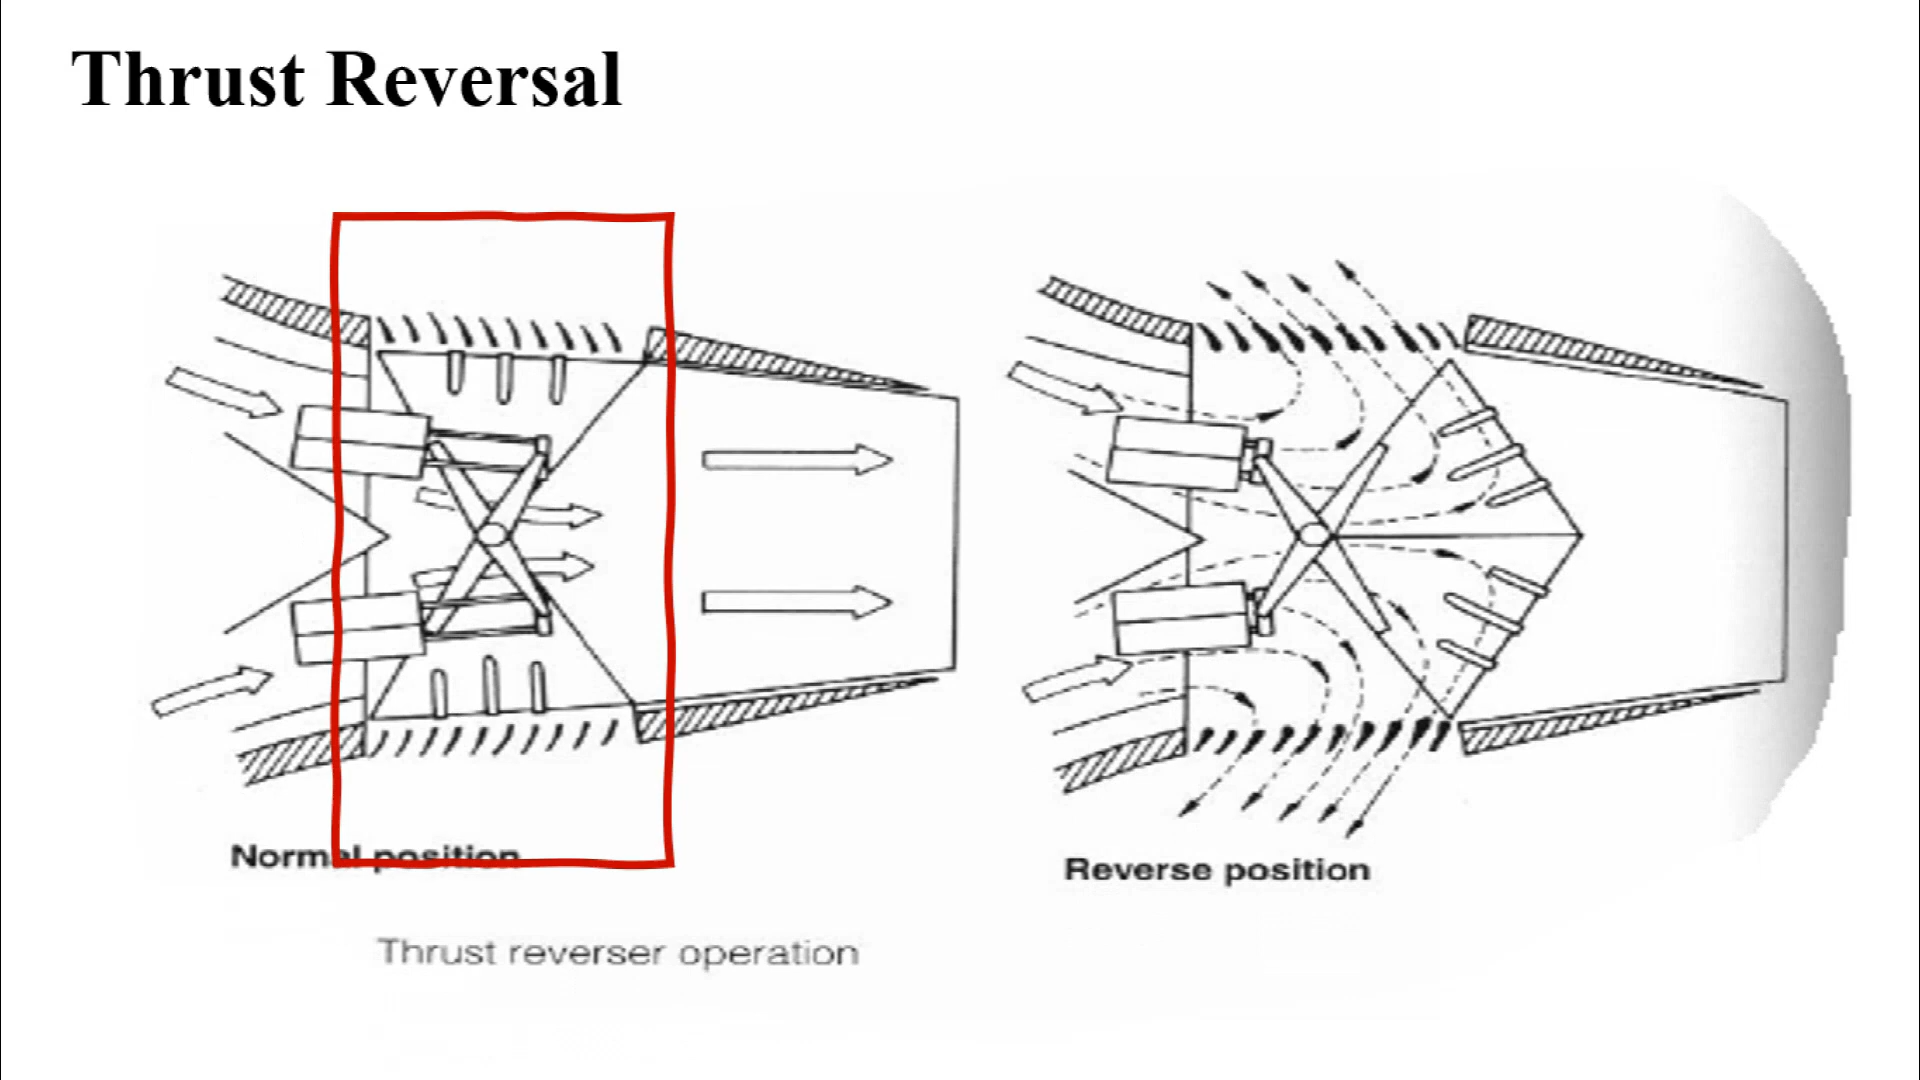 Thrust Reversal
Normal position
Reverse position
Thrust reverser operation